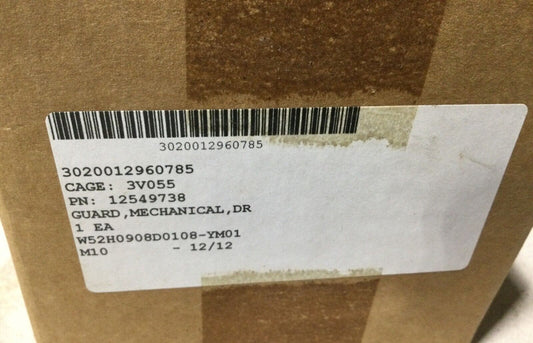 3020012960785
3020012960785
CAGE: 3V055
PN: 12549738
GUARD,MECHANICAL,DR
1 EA
W52H0908D0108-YM01
M10 - 12/12